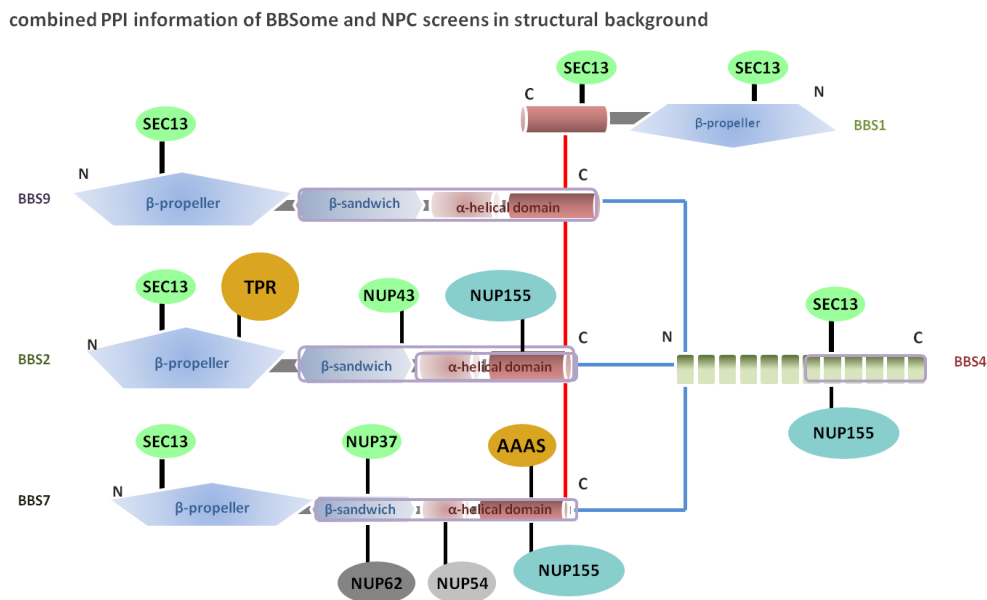 combined PPI information of BBSome and NPC screens in structural background
SEC13
SEC13
C
N
β-propeller
BBS1
SEC13
N
C
BBS9
β-propeller
β-sandwich
α-helical domain
SEC13
TPR
NUP43
NUP155
SEC13
N
C
N
C
BBS2
β-propeller
β-sandwich
α-helical domain
BBS4
SEC13
NUP37
AAAS
NUP155
N
C
BBS7
β-propeller
β-sandwich
α-helical domain
NUP62
NUP54
NUP155